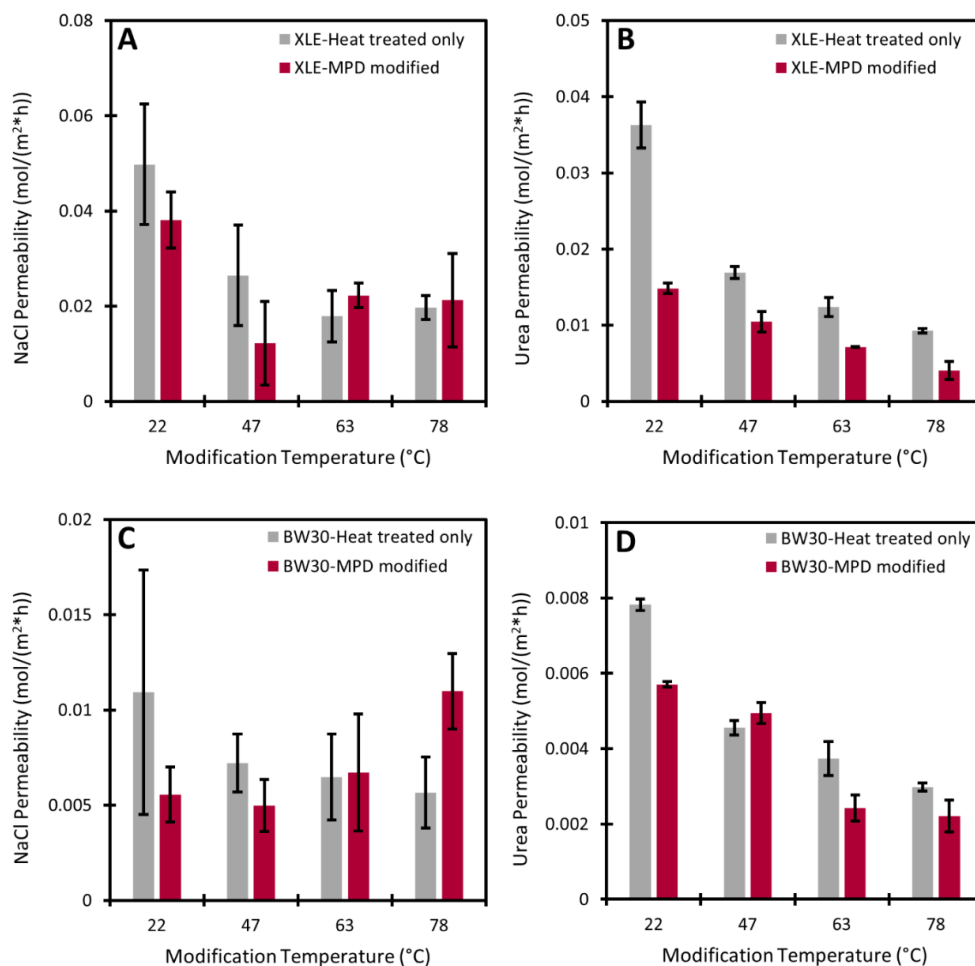 A
XLE-Heat treated only
XLE-MPD modified
NaCl Permeability (mol/(m²*h))
0.08
0.06
0.04
0.02
0
22 47 63 78
Modification Temperature (°C)
B
XLE-Heat treated only
XLE-MPD modified
Urea Permeability (mol/(m²*h))
0.05
0.04
0.03
0.02
0.01
0
22 47 63 78
Modification Temperature (°C)
C
BW30-Heat treated only
BW30-MPD modified
NaCl Permeability (mol/(m²*h))
0.02
0.015
0.01
0.005
0
22 47 63 78
Modification Temperature (°C)
D
BW30-Heat treated only
BW30-MPD modified
Urea Permeability (mol/(m²*h))
0.01
0.008
0.006
0.004
0.002
0
22 47 63 78
Modification Temperature (°C)